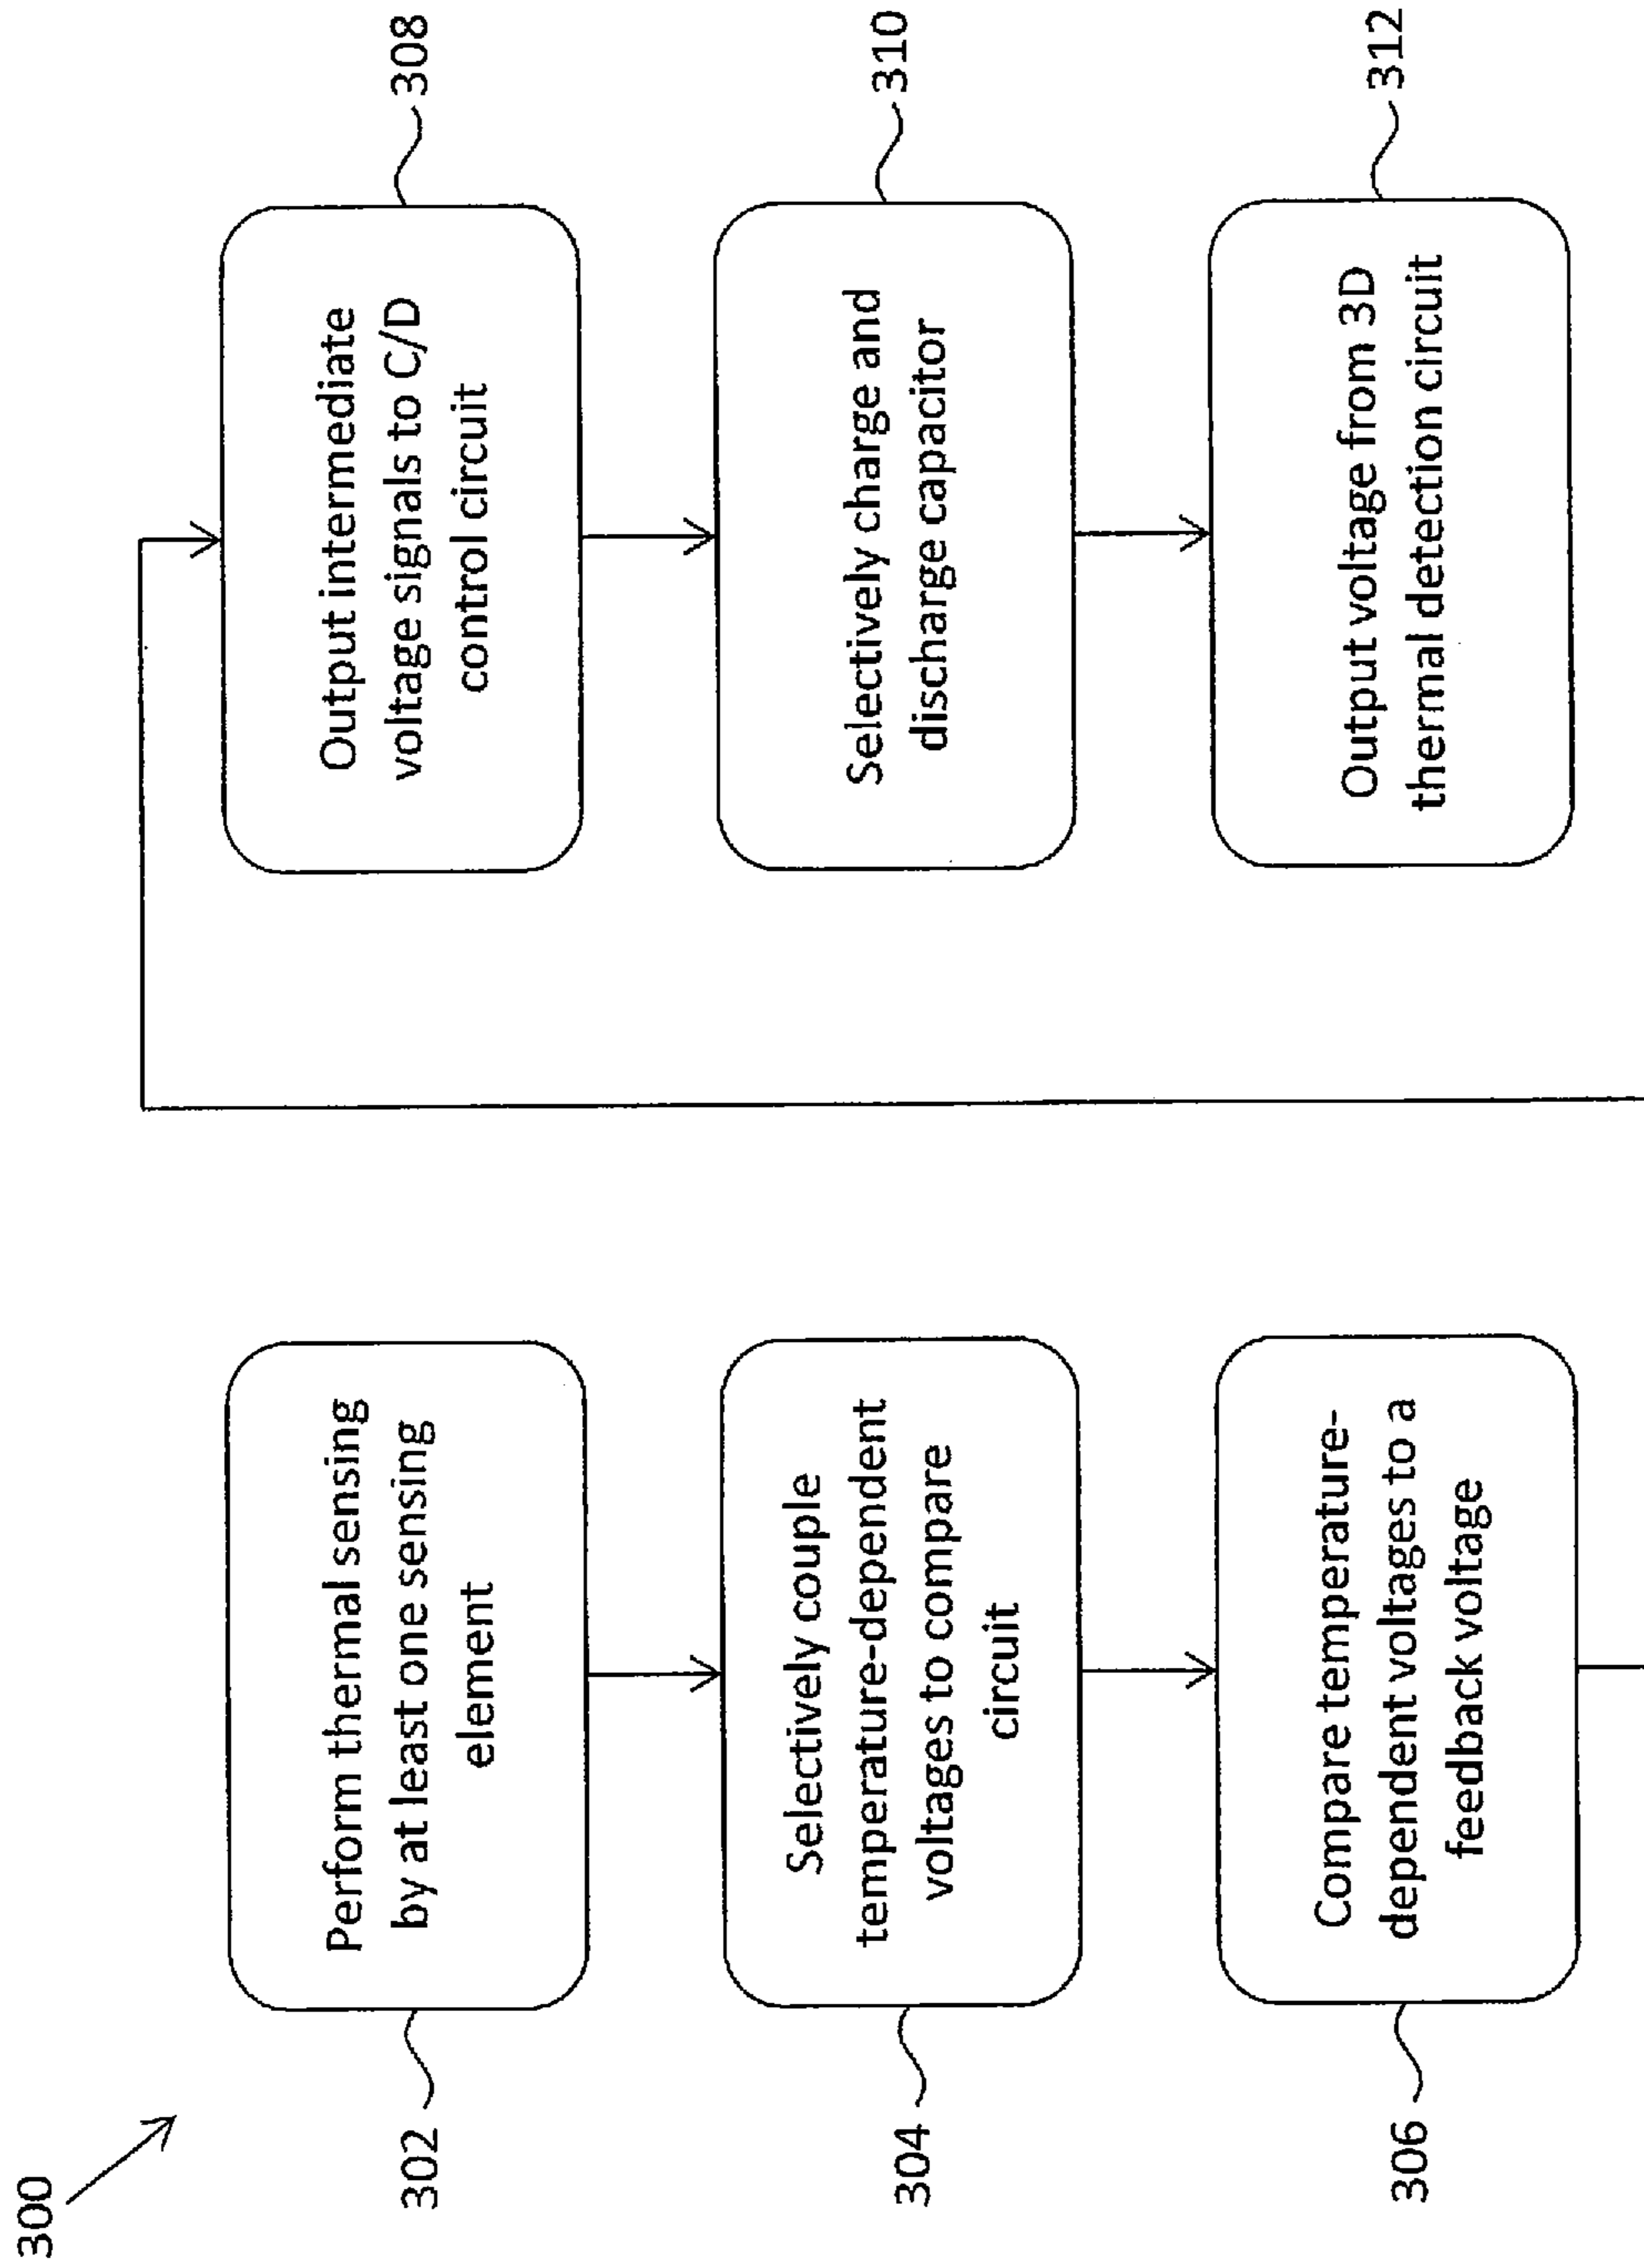 300
302
Perform thermal sensing
by at least one sensing
element
304
Selectively couple
temperature-dependent
voltages to compare
circuit
306
Compare temperature-
dependent voltages to a
feedback voltage
308
Output intermediate
voltage signals to C/D
control circuit
310
Selectively charge and
discharge capacitor
312
Output voltage from 3D
thermal detection circuit